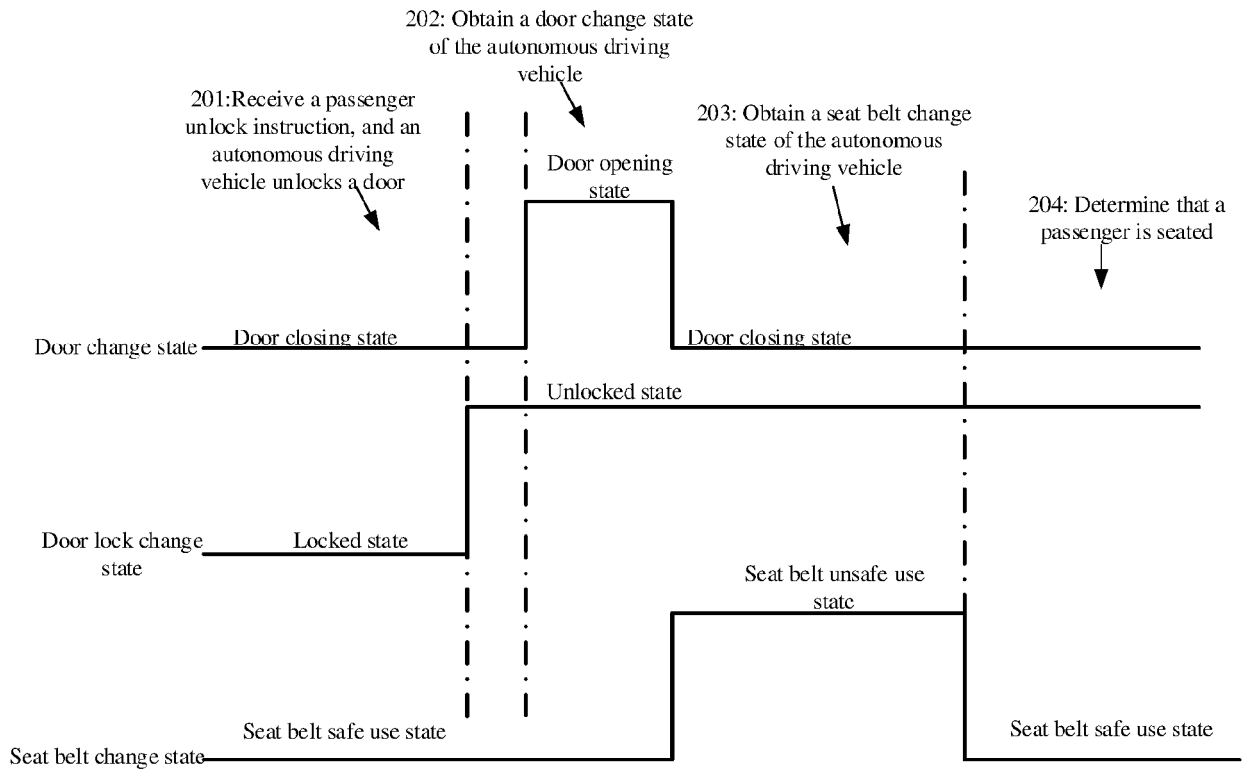 202: Obtain a door change state
of the autonomous driving
vehicle
201:Receive a passenger
unlock instruction, and an
autonomous driving
vehicle unlocks a door
203: Obtain a seat belt change
state of the autonomous
driving vehicle
Door opening
state
204: Determine that a
passenger is seated
Door change state
Door closing state
Door closing state
Unlocked state
Door lock change
state
Locked state
Seat belt unsafe use
state
Seat belt change state
Seat belt safe use state
Seat belt safe use state